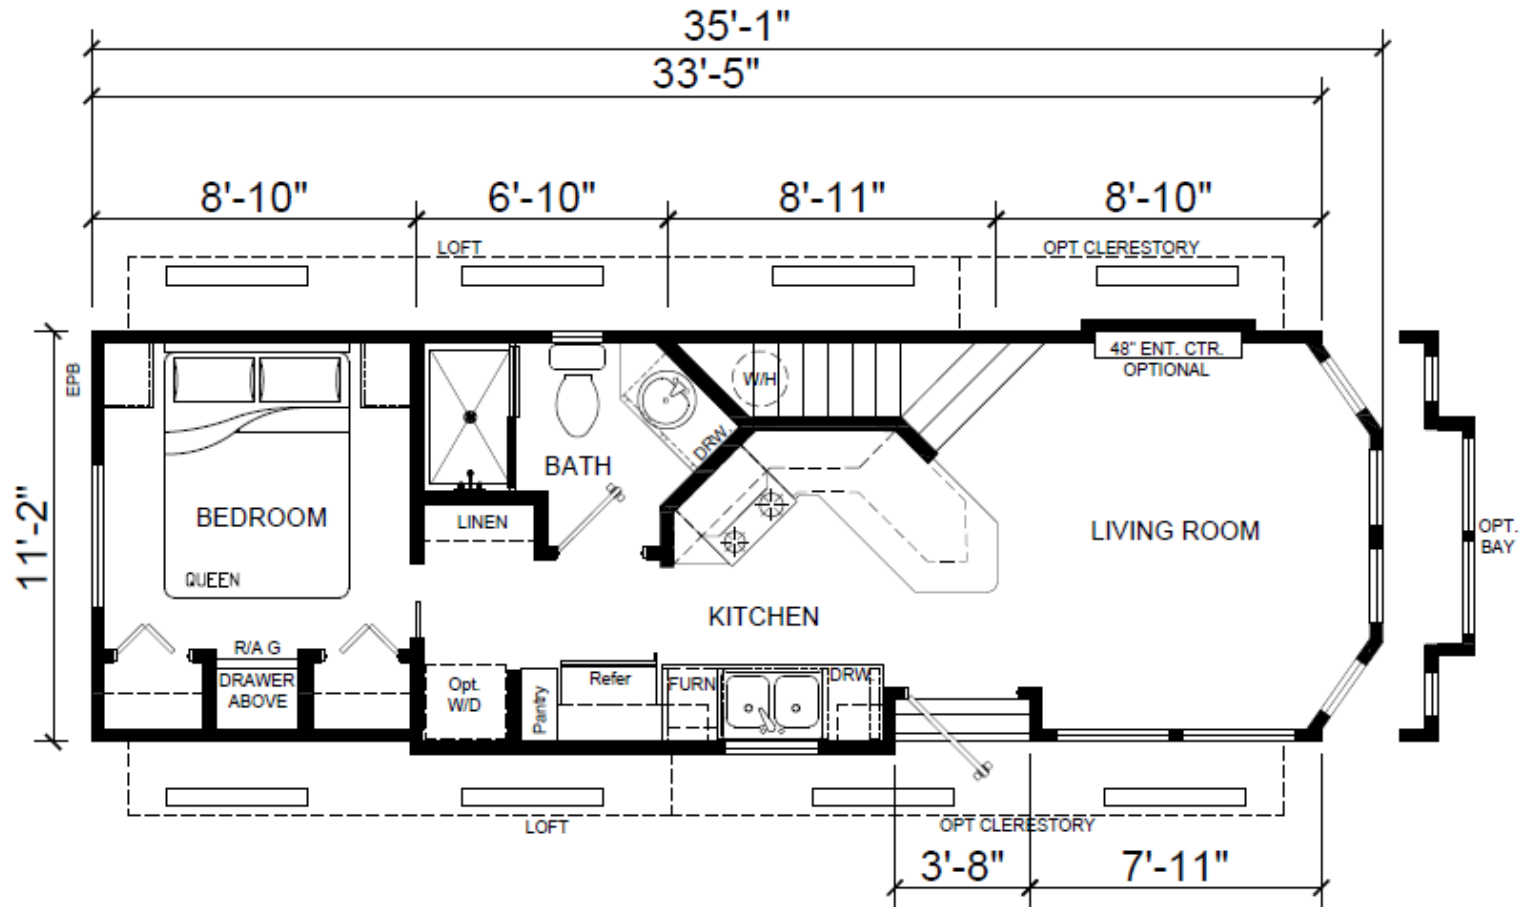 35'-1"
33'-5"
8'-10"
6'-10"
8'-11"
8'-10"
LOFT
OPT CLERESTORY
EPB
W/H
48" ENT. CTR.
OPTIONAL
DRW.
BATH
BEDROOM
LINEN
LIVING ROOM
OPT.
BAY
11'-2"
QUEEN
KITCHEN
R/A G
DRAWER
ABOVE
Opt.
W/D
Pantry
Refer
FURN
DRW.
LOFT
OPT CLERESTORY
3'-8"
7'-11"